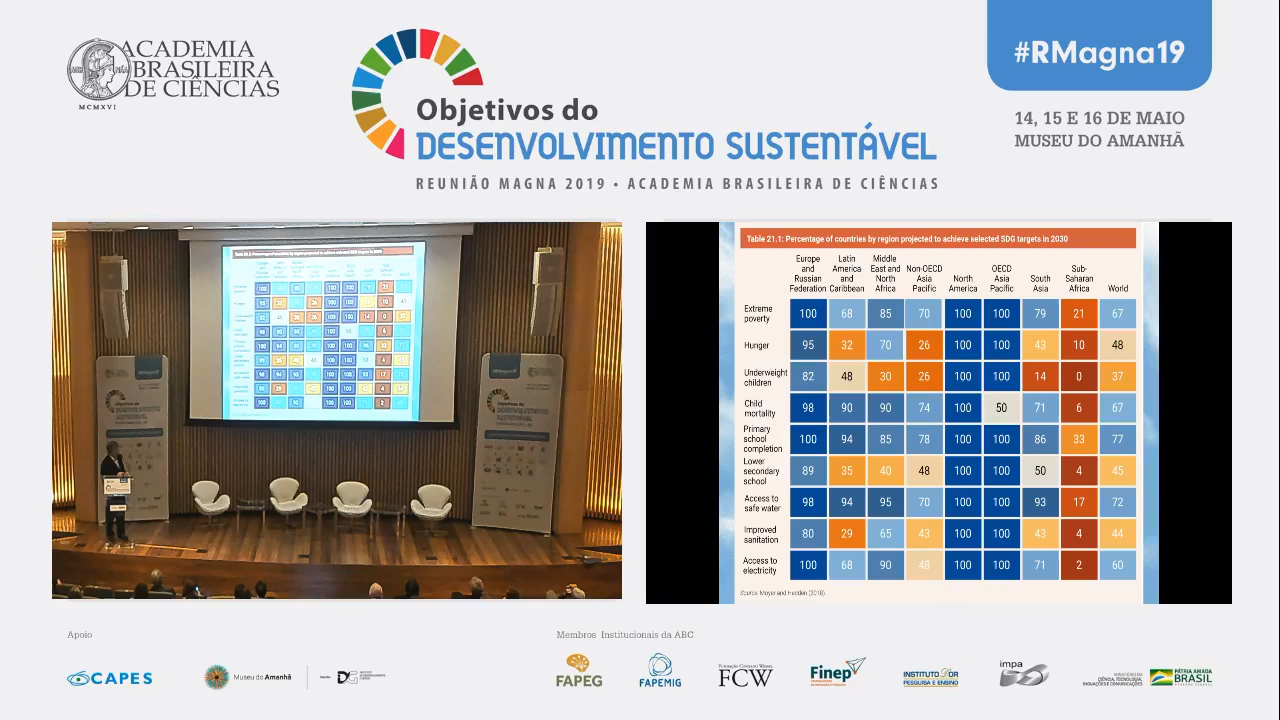 ACADEMIA
BRASILEIRA
DE CIÊNCIAS
MCMXVI
Objetivos do
DESENVOLVIMENTO SUSTENTÁVEL
REUNIÃO MAGNA 2019 • ACADEMIA BRASILEIRA DE CIÊNCIAS
#RMagna19
14, 15 E 16 DE MAIO
MUSEU DO AMANHÃ
Table 21.1: Percentage of countries by region projected to achieve selected SDG targets in 2030
Europe and Russian Federation Latin America and Caribbean Middle East and North Africa Non-OECD Asia Pacific North America OECD Asia Pacific South Asia Sub-Saharan Africa World
Extreme poverty 100 68 85 70 100 100 79 21 67
Hunger 95 32 70 26 100 100 43 10 48
Underweight children 82 48 30 26 100 100 14 0 37
Child mortality 98 90 90 74 100 50 71 6 67
Primary school completion 100 94 85 78 100 100 86 33 77
Lower secondary school 89 35 40 48 100 100 50 4 45
Access to safe water 98 94 95 70 100 100 93 17 72
Improved sanitation 80 29 65 43 100 100 43 4 44
Access to electricity 100 68 90 48 100 100 71 2 60
Source: Moyer and Hedden (2018).
Apoio
Membros Institucionais da ABC
CAPES
Museu do Amanhã
FAPEG
FAPEMIG
FCW
Finep
INSTITUTO D'OR
PESQUISA E ENSINO
impa
MINISTÉRIO DA
CIÊNCIA, TECNOLOGIA,
INOVAÇÕES E COMUNICAÇÕES
PÁTRIA AMADA
BRASIL